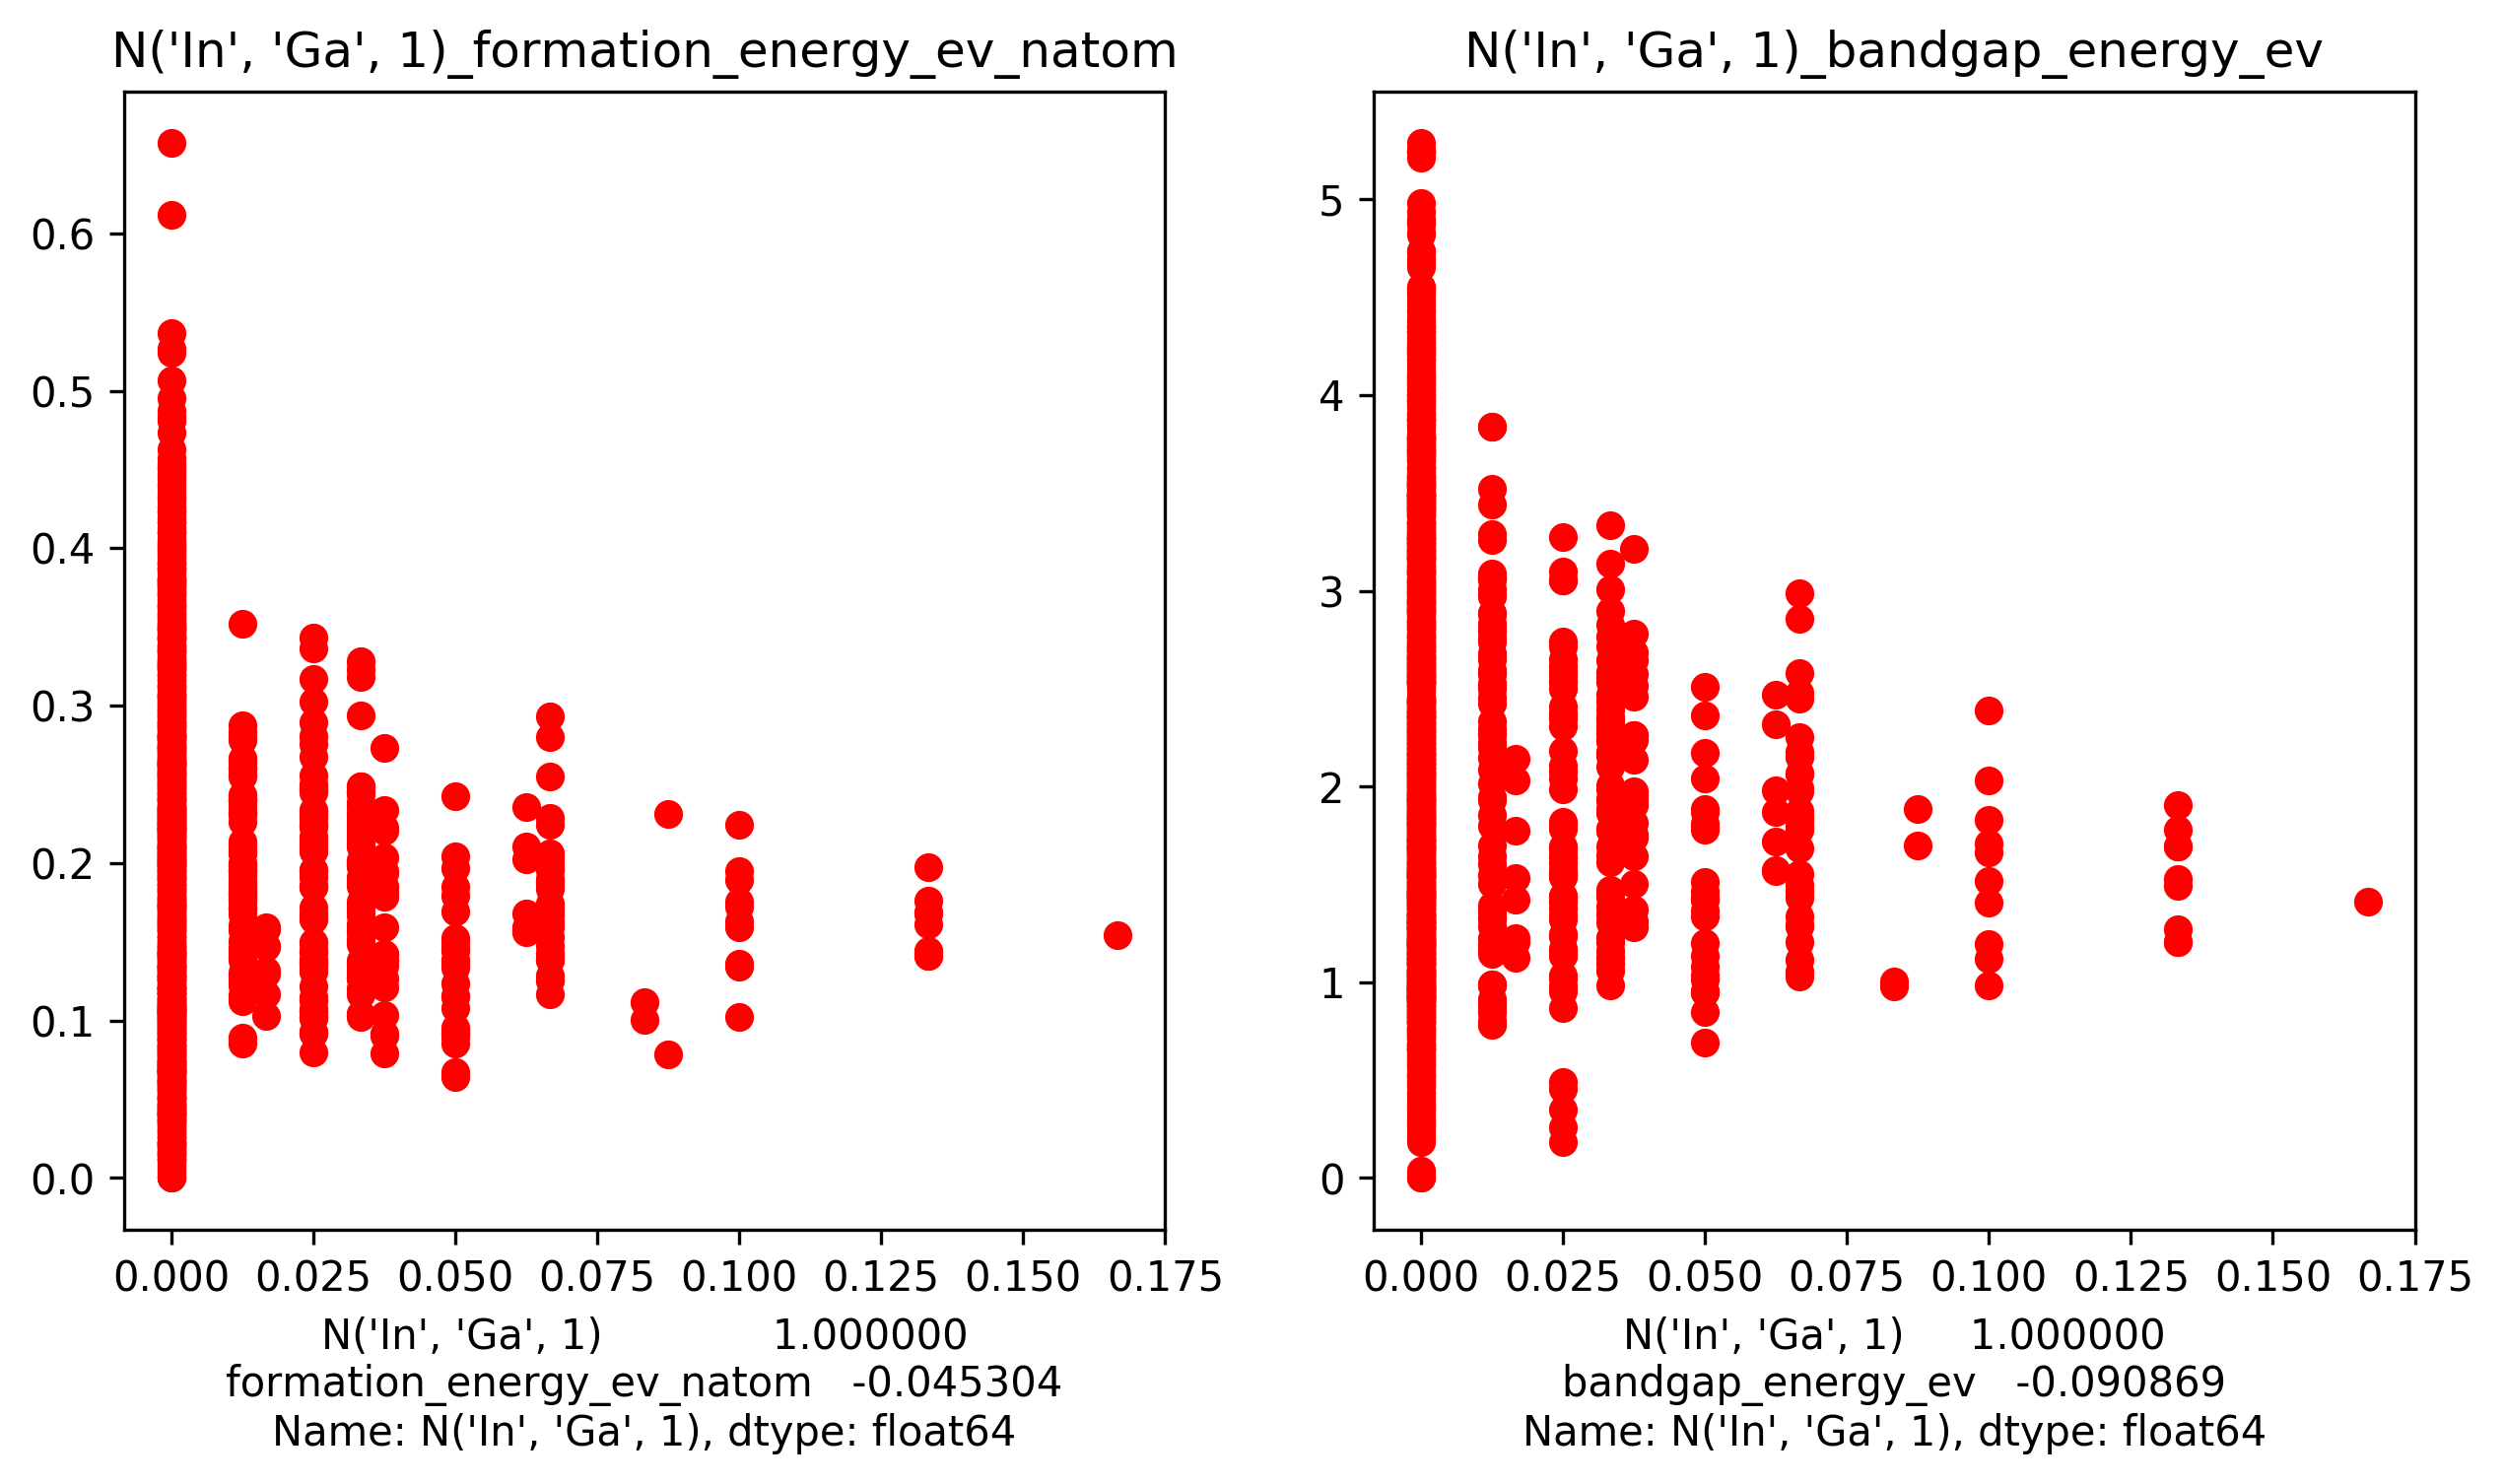 N('In', 'Ga', 1)_formation_energy_ev_natom
0.6
0.5
0.4
0.3
0.2
0.1
0.0
0.000 0.025 0.050 0.075 0.100 0.125 0.150 0.175
N('In', 'Ga', 1) 1.000000
formation_energy_ev_natom -0.045304
Name: N('In', 'Ga', 1), dtype: float64
N('In', 'Ga', 1)_bandgap_energy_ev
5
4
3
2
1
0
0.000 0.025 0.050 0.075 0.100 0.125 0.150 0.175
N('In', 'Ga', 1) 1.000000
bandgap_energy_ev -0.090869
Name: N('In', 'Ga', 1), dtype: float64